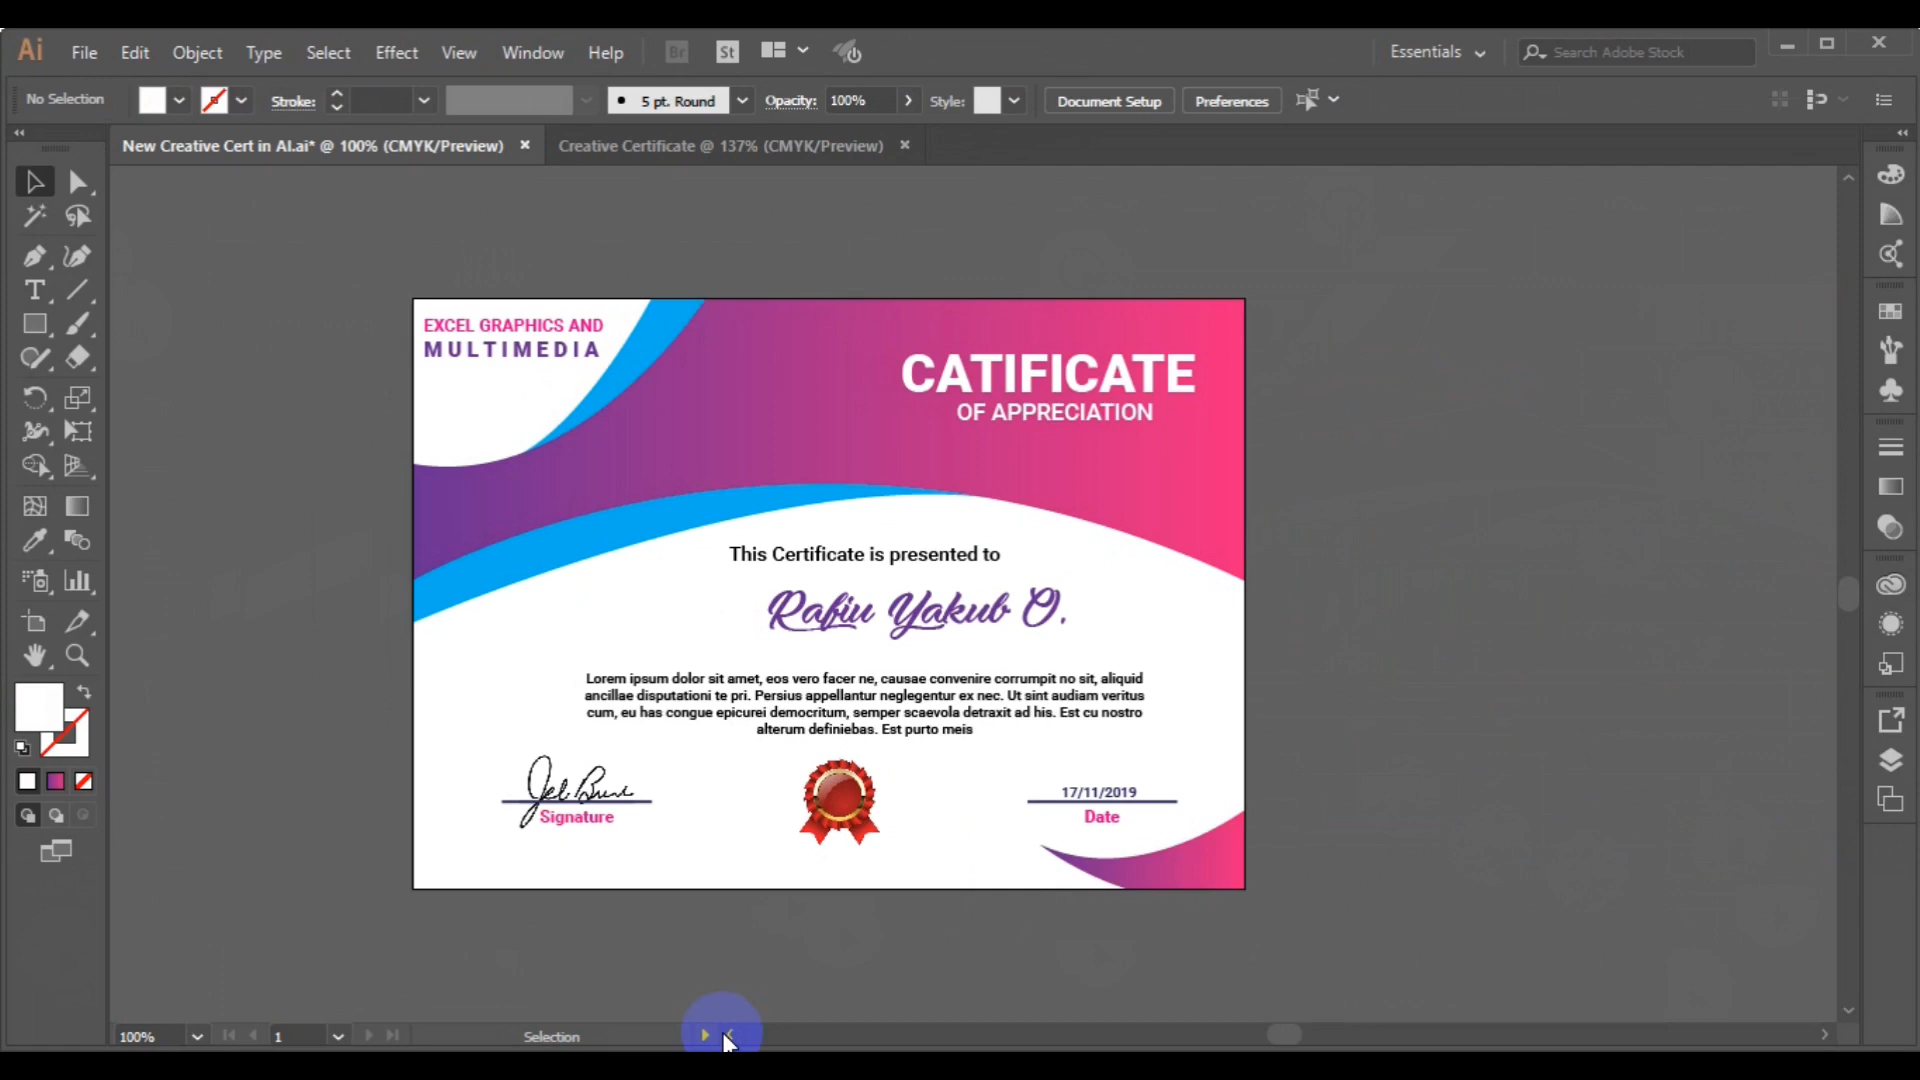 Ai File Edit Object Type Select Effect View Window Help Br St Essentials Search Adobe Stock
No Selection Stroke: 5 pt. Round Opacity: 100% Style: Document Setup Preferences
New Creative Cert in AI.ai* @ 100% (CMYK/Preview) × Creative Certificate @ 137% (CMYK/Preview) ×
EXCEL GRAPHICS AND
MULTIMEDIA
CATIFICATE
OF APPRECIATION
This Certificate is presented to
Rafiu Yakub O.
Lorem ipsum dolor sit amet, eos vero facer ne, causae convenire corrumpit no sit, aliquid
ancillae disputationi te pri. Persius appellantur neglegentur ex nec. Ut sint audiam veritus
cum, eu has congue epicurei democritum, semper scaevola detraxit ad his. Est cu nostro
alterum definiebas. Est purto meis
17/11/2019
Signature Date
100% 1 Selection